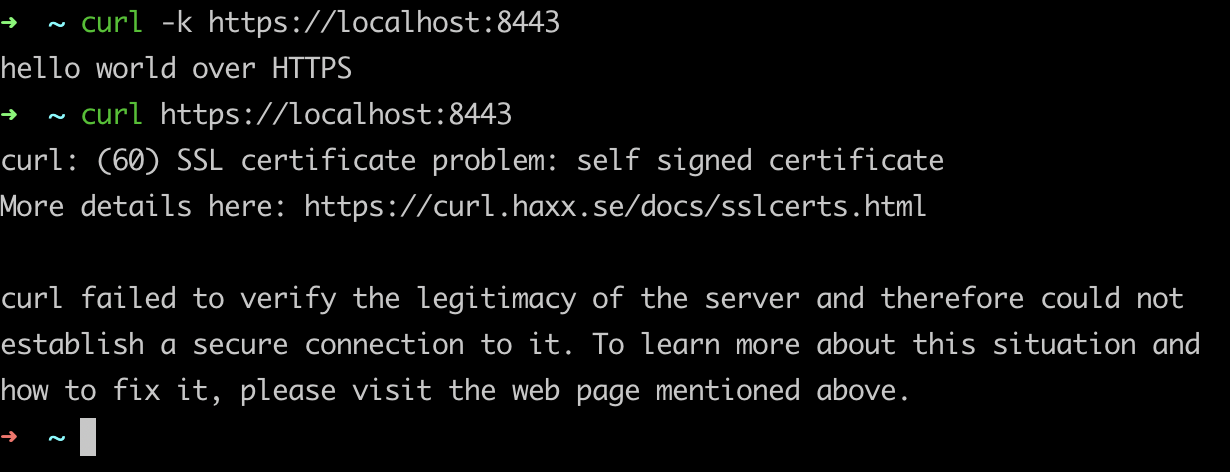 ➜  ~ curl -k https://localhost:8443
hello world over HTTPS
➜  ~ curl https://localhost:8443
curl: (60) SSL certificate problem: self signed certificate
More details here: https://curl.haxx.se/docs/sslcerts.html

curl failed to verify the legitimacy of the server and therefore could not
establish a secure connection to it. To learn more about this situation and
how to fix it, please visit the web page mentioned above.
➜  ~